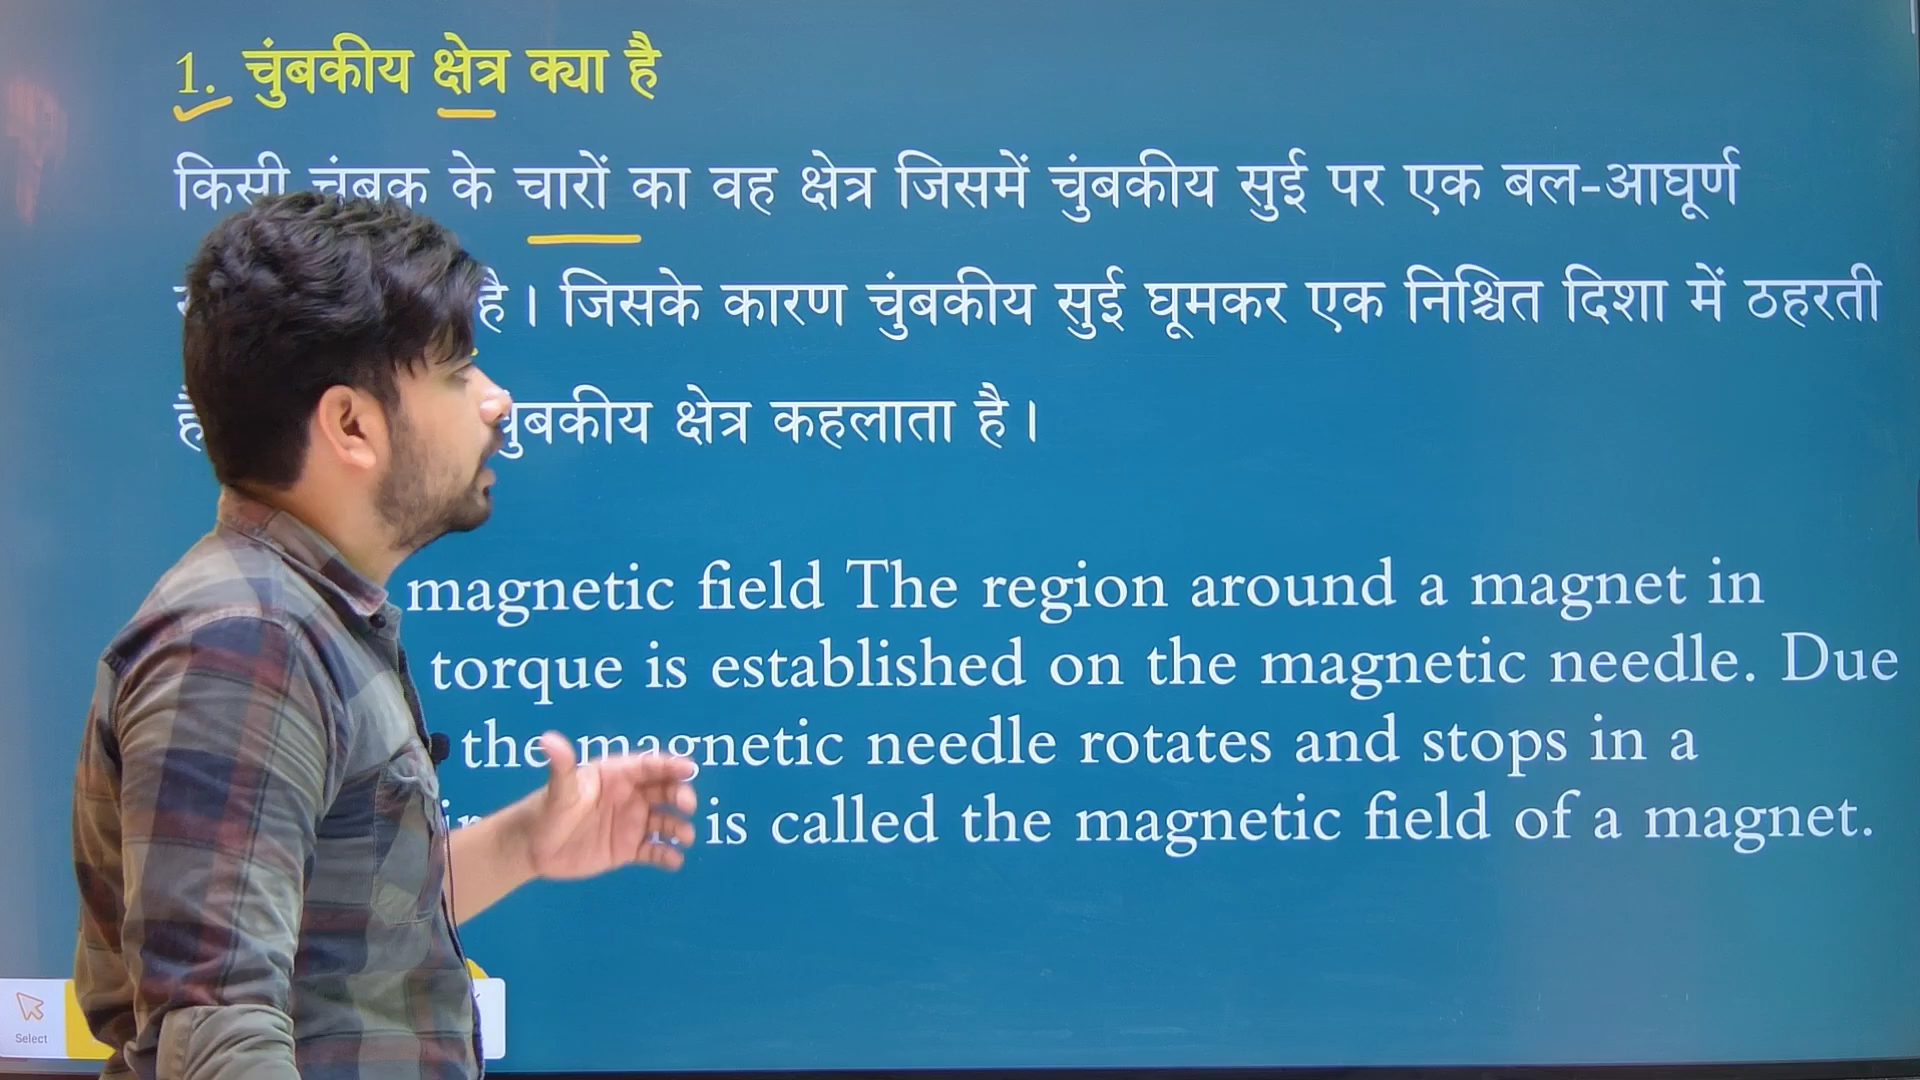 1. चुंबकीय क्षेत्र क्या है
किसी चुंबक के चारों का वह क्षेत्र जिसमें चुंबकीय सुई पर एक बल-आघूर्ण
है। जिसके कारण चुंबकीय सुई घूमकर एक निश्चित दिशा में ठहरती
चुंबकीय क्षेत्र कहलाता है।
magnetic field The region around a magnet in
torque is established on the magnetic needle. Due
the magnetic needle rotates and stops in a
is called the magnetic field of a magnet.
Select